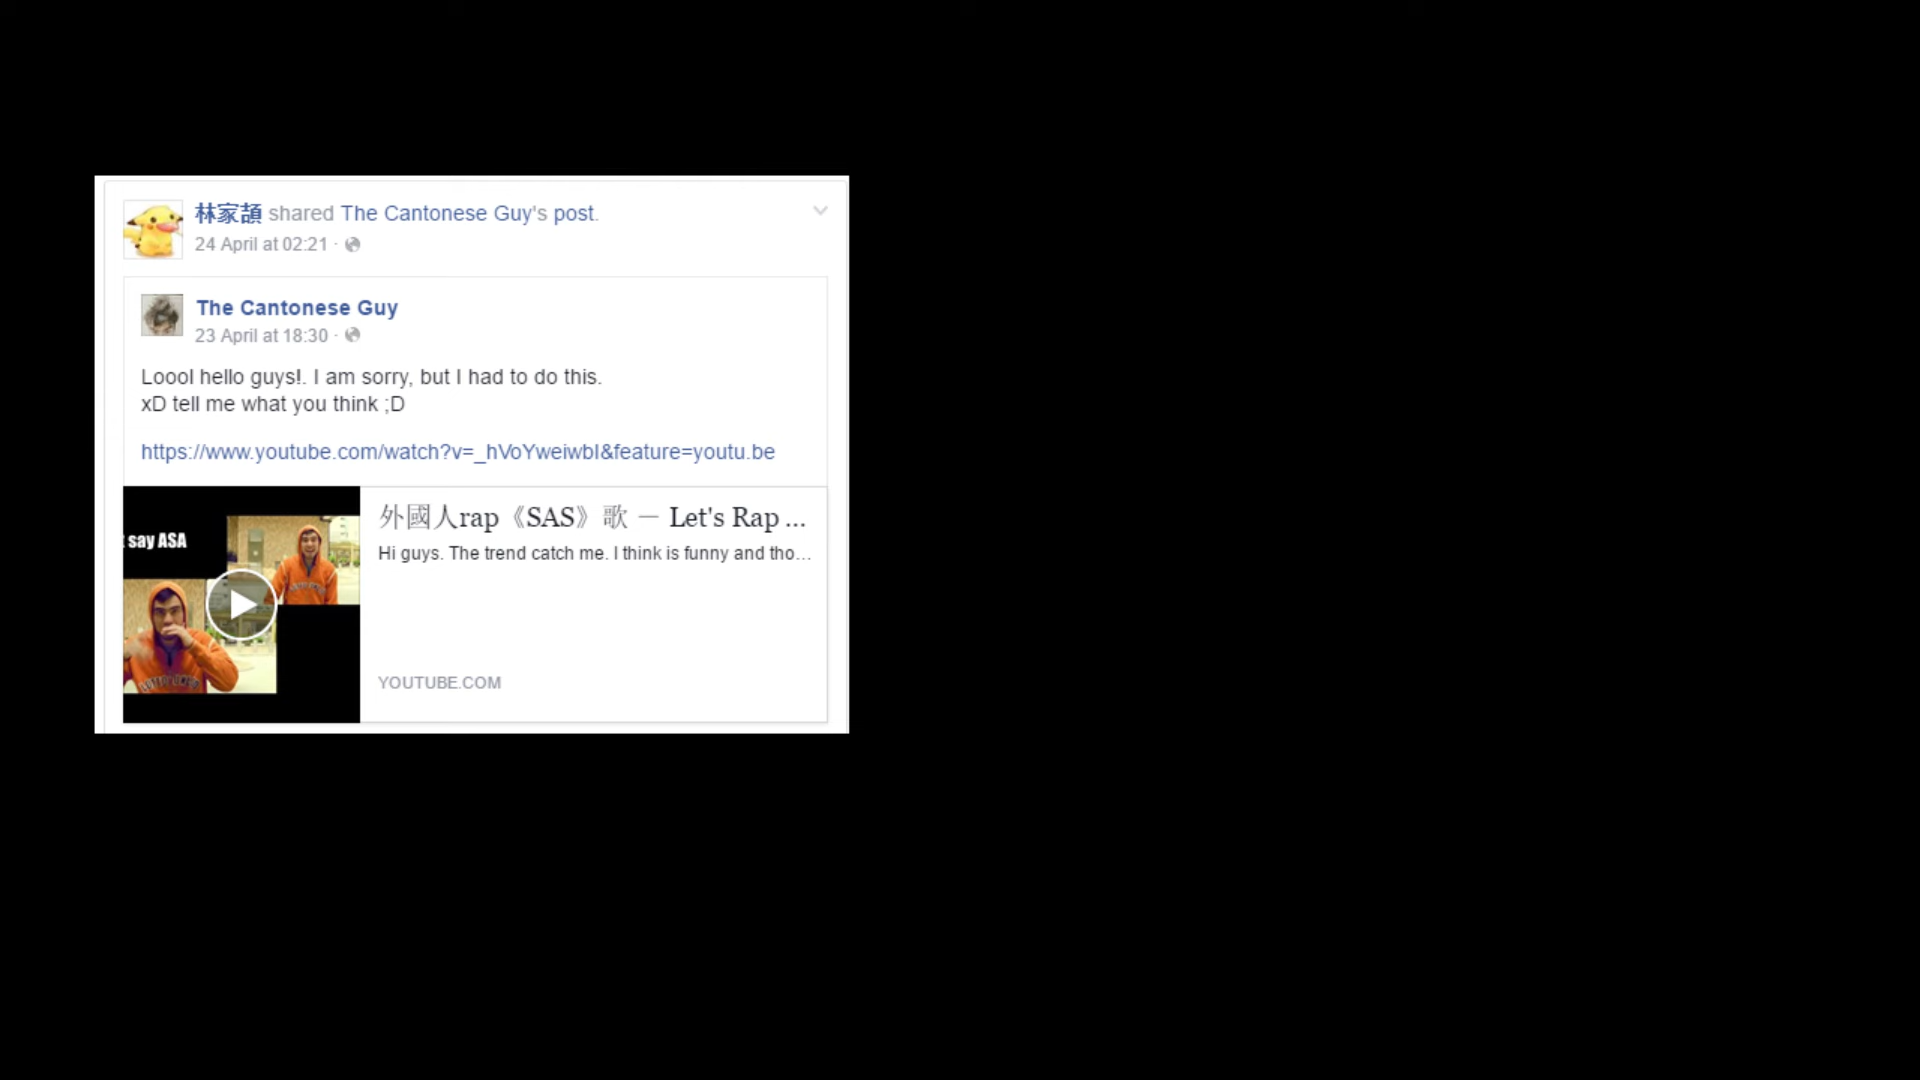 林家頡 shared The Cantonese Guy's post.
24 April at 02:21 ·
The Cantonese Guy
23 April at 18:30 ·
Loool hello guys!. I am sorry, but I had to do this.
xD tell me what you think ;D
https://www.youtube.com/watch?v=_hVoYweiwbI&feature=youtu.be
say ASA
外國人rap《SAS》歌 － Let's Rap ...
Hi guys. The trend catch me. I think is funny and tho...
YOUTUBE.COM